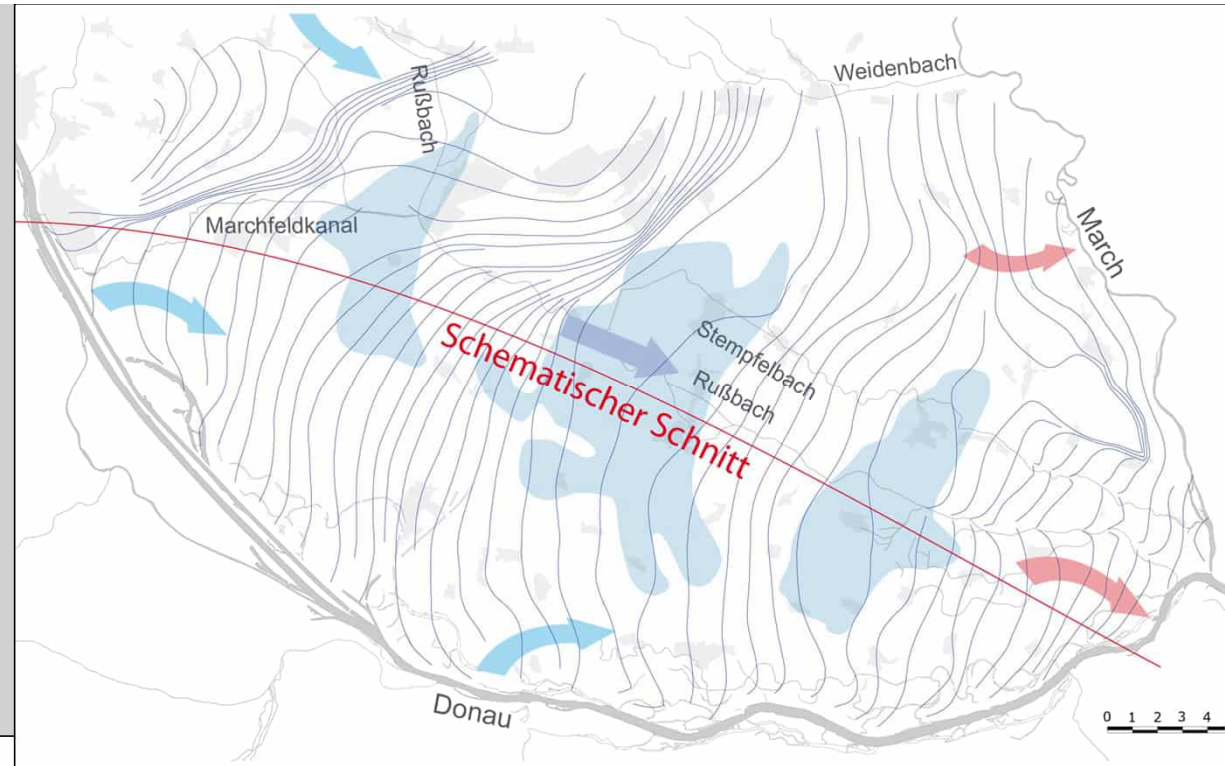 Weidenbach
Rußbach
March
Marchfeldkanal
Stempfelbach
Rußbach
Schematischer Schnitt
Donau
0 1 2 3 4